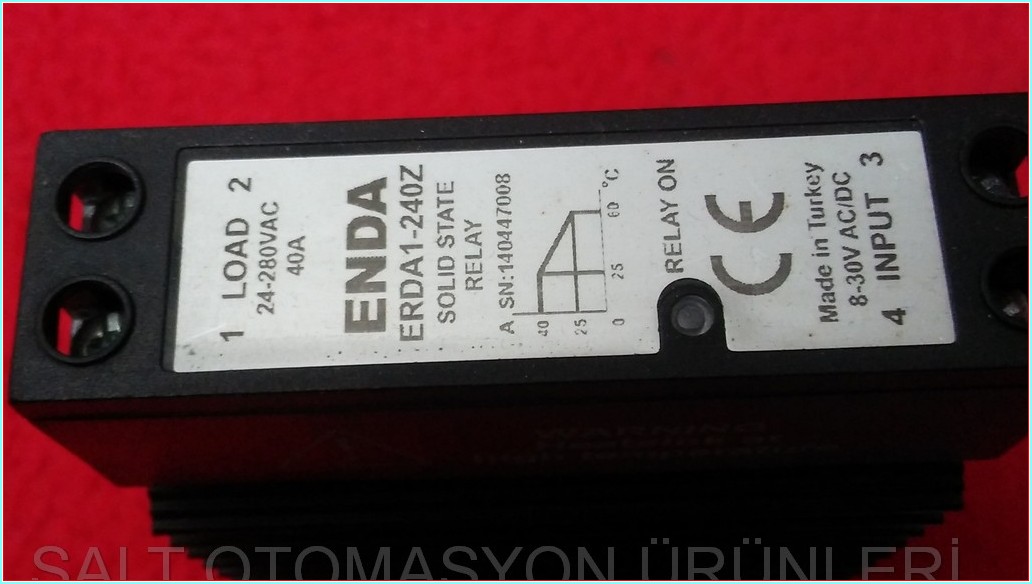 1 LOAD 2
24-280VAC
40A
ENDA
ERDA1-240Z
SOLID STATE
RELAY
SN:140447008
A
40
25
0
25
60
°C
RELAY ON
CE
Made in Turkey
8-30V AC/DC
4 INPUT 3
WARNING
SALT OTOMASYON ÜRÜNLERİ